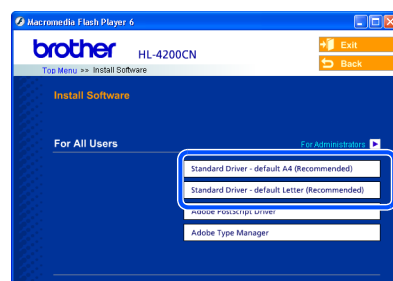 Macromedia Flash Player 6
brother HL-4200CN
Exit
Back
Top Menu >> Install Software
Install Software
For All Users
For Administrators
Standard Driver - default A4 (Recommended)
Standard Driver - default Letter (Recommended)
Adobe PostScript Driver
Adobe Type Manager